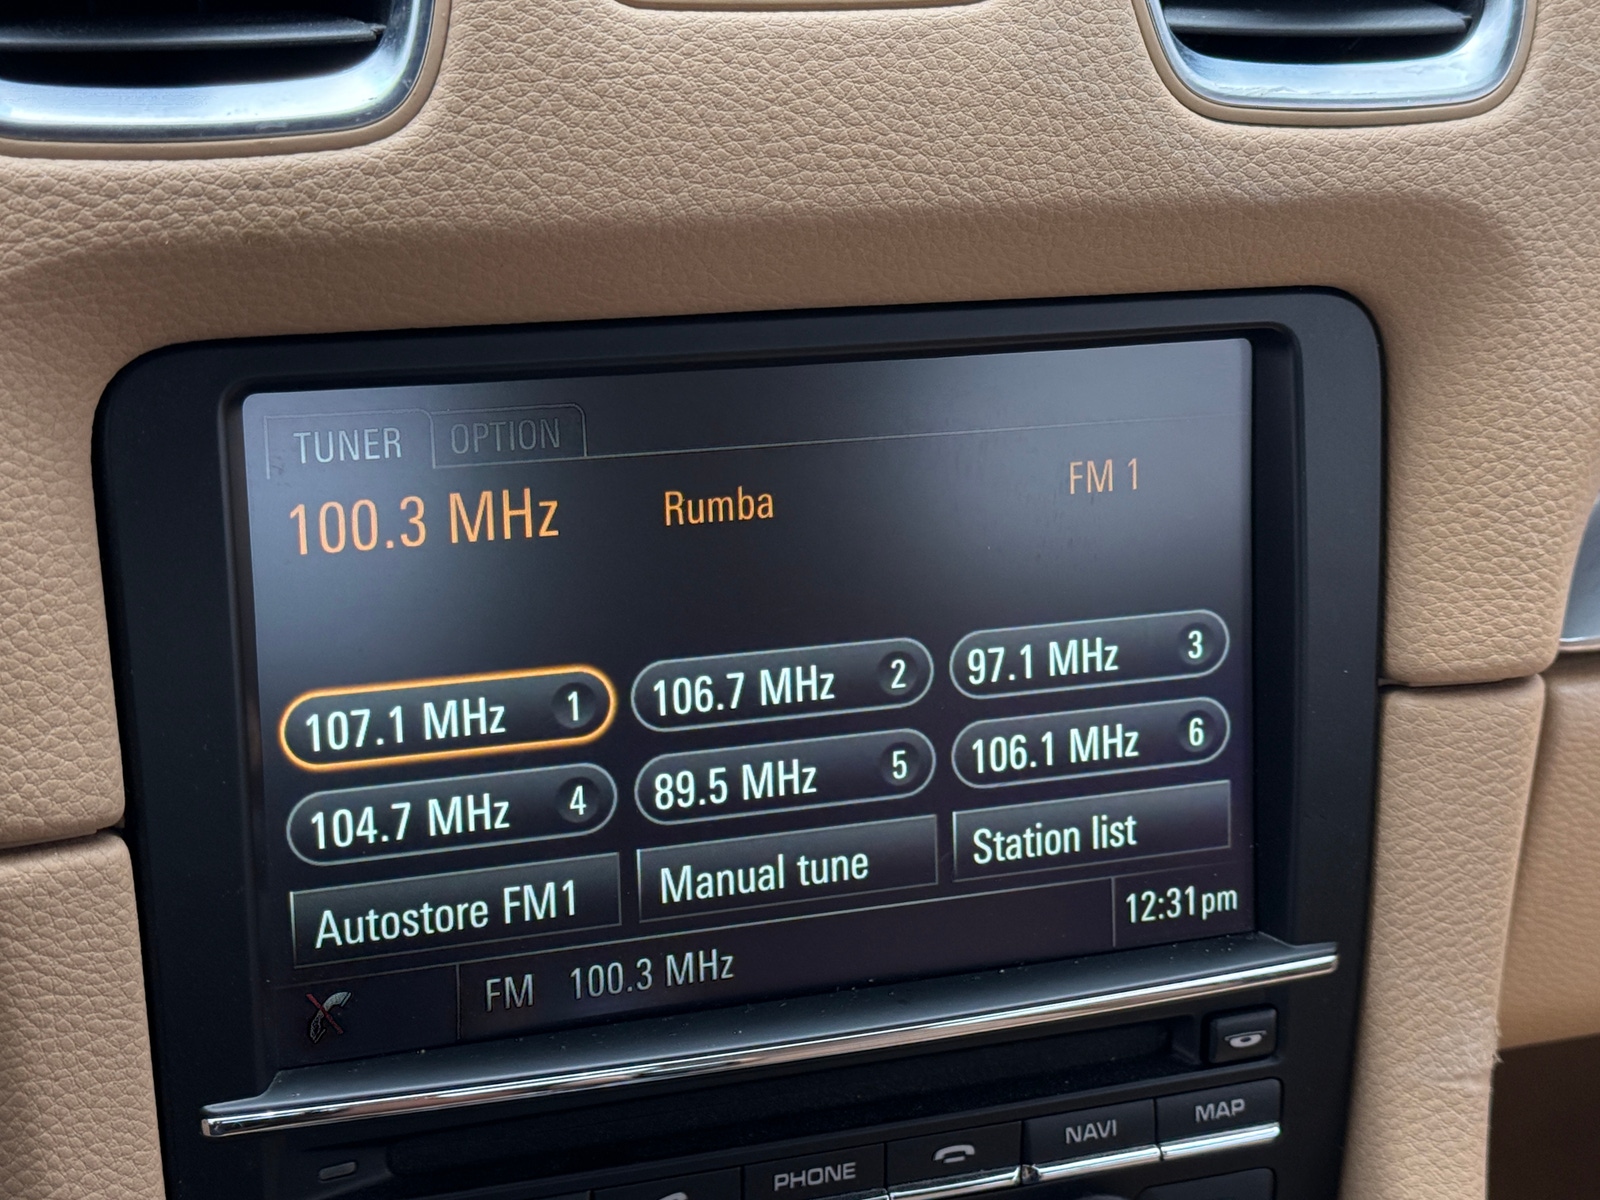 TUNER OPTION
100.3 MHz Rumba FM 1
107.1 MHz 1 106.7 MHz 2 97.1 MHz 3
104.7 MHz 4 89.5 MHz 5 106.1 MHz 6
Autostore FM1 Manual tune Station list
FM 100.3 MHz 12:31pm
PHONE NAVI MAP